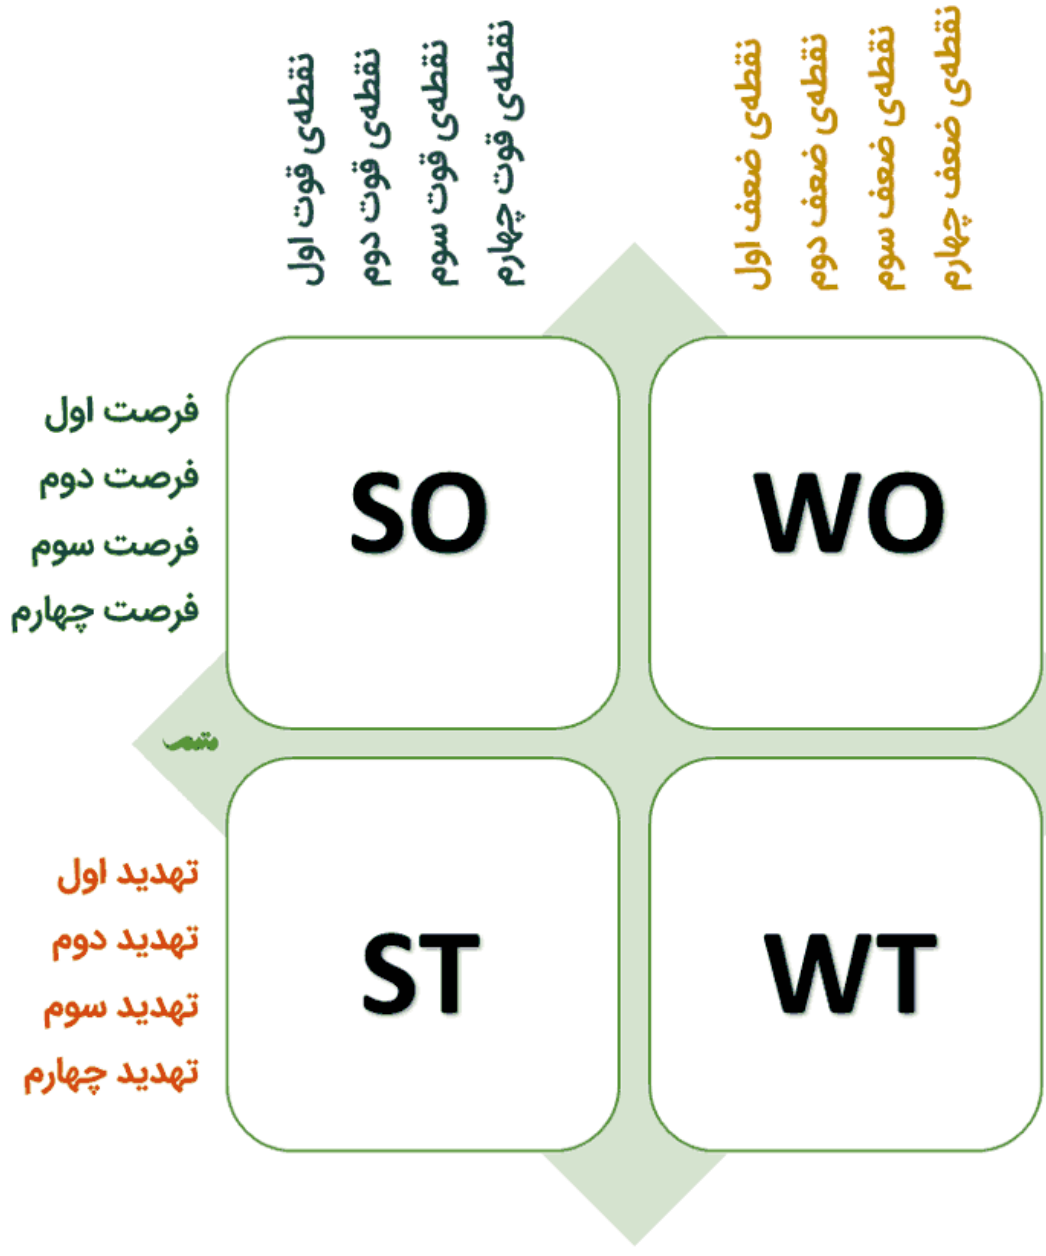 نقطه‌ی قوت اول
نقطه‌ی قوت دوم
نقطه‌ی قوت سوم
نقطه‌ی قوت چهارم
نقطه‌ی ضعف اول
نقطه‌ی ضعف دوم
نقطه‌ی ضعف سوم
نقطه‌ی ضعف چهارم
فرصت اول
فرصت دوم
فرصت سوم
فرصت چهارم
SO
WO
متمم
تهدید اول
تهدید دوم
تهدید سوم
تهدید چهارم
ST
WT